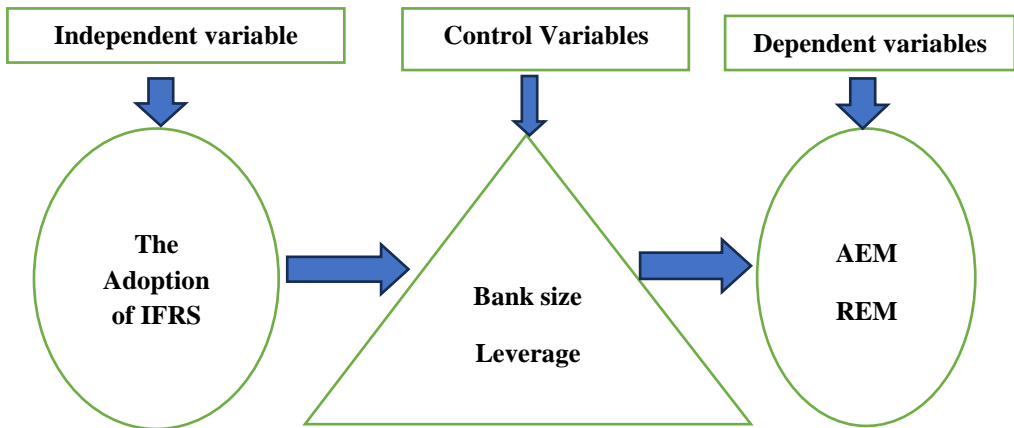 Independent variable
Control Variables
Dependent variables
The
Adoption
of IFRS
Bank size
Leverage
AEM
REM